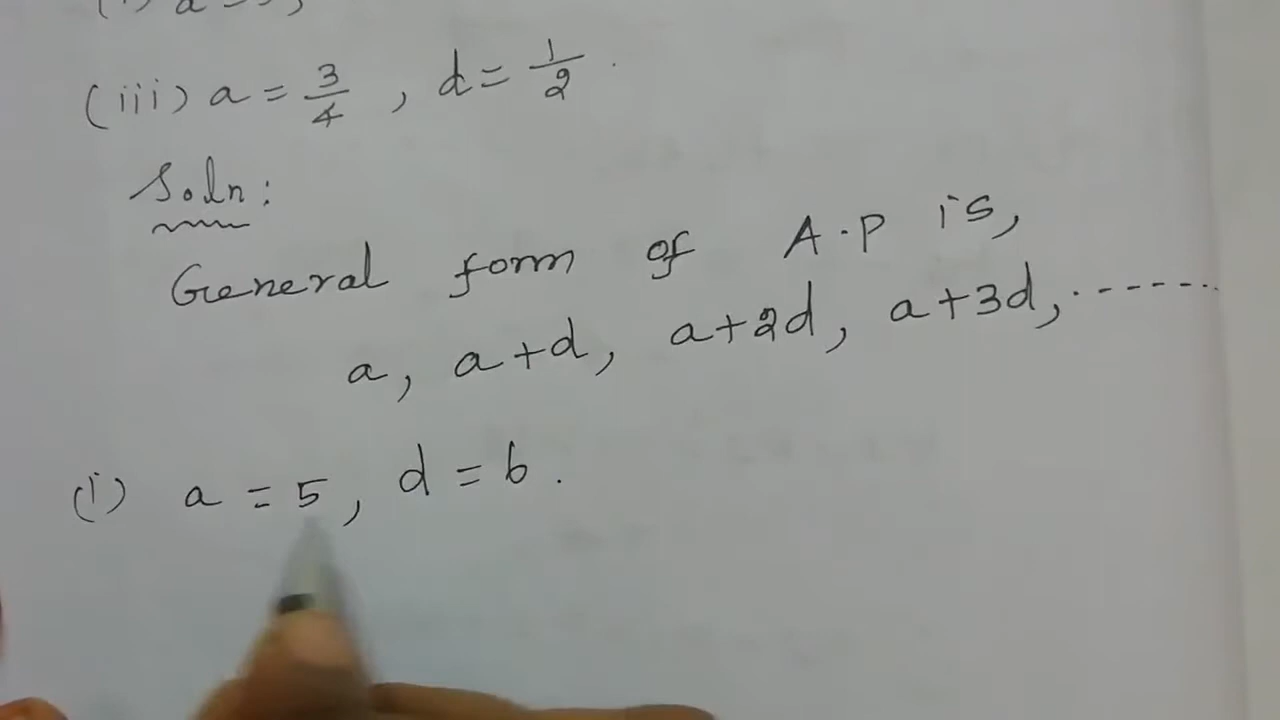 (iii) a = 3/4 , d = 1/2 .
Soln :
General form of A.P is,
a, a+d, a+2d, a+3d, .......
(i) a = 5, d = 6 .